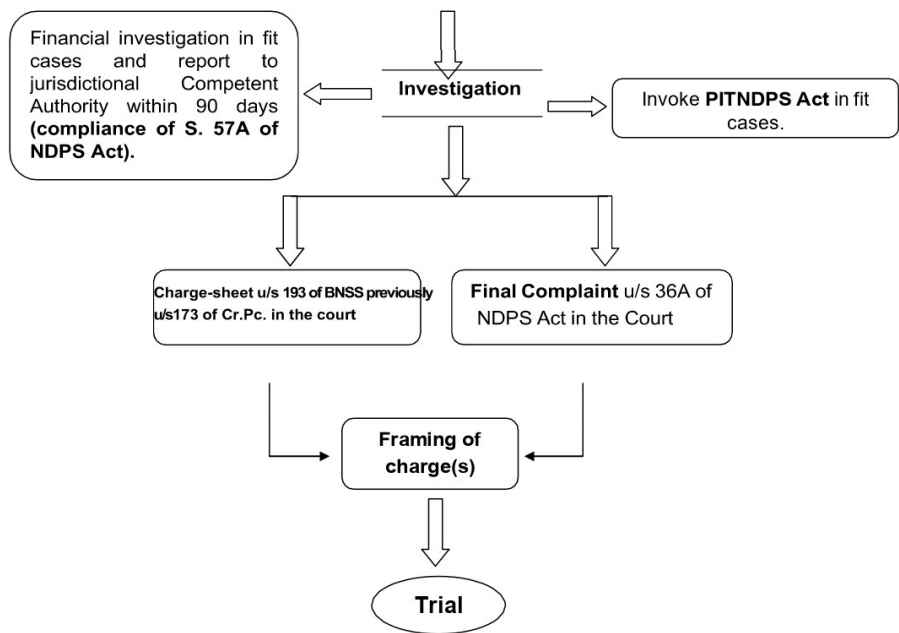 Financial investigation in fit
cases and report to
jurisdictional Competent
Authority within 90 days
(compliance of S. 57A of
NDPS Act).
Investigation
Invoke PITNDPS Act in fit
cases.
Charge-sheet u/s 193 of BNSS previously
u/s173 of Cr.Pc. in the court
Final Complaint u/s 36A of
NDPS Act in the Court
Framing of
charge(s)
Trial